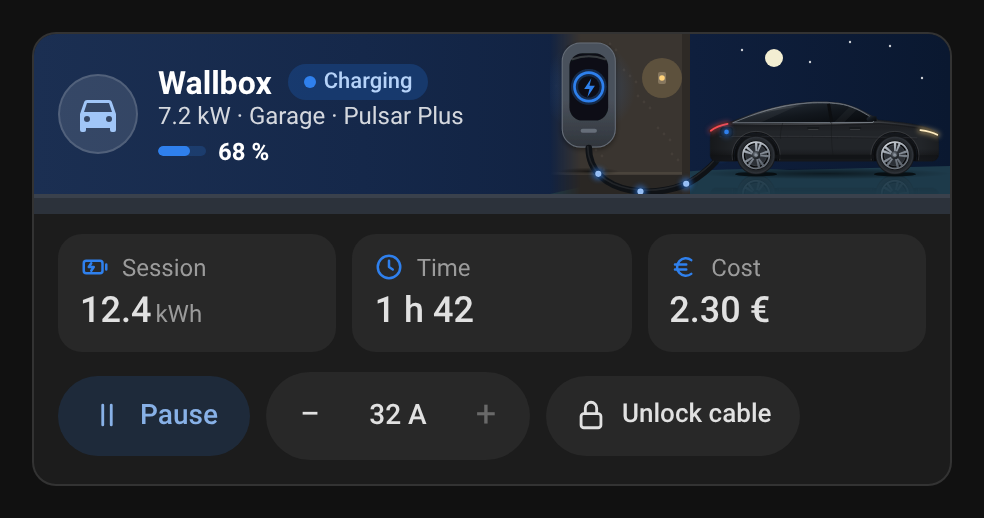 Wallbox Charging
7.2 kW · Garage · Pulsar Plus
68 %
Session
12.4 kWh
Time
1 h 42
Cost
2.30 €
Pause
− 32 A +
Unlock cable